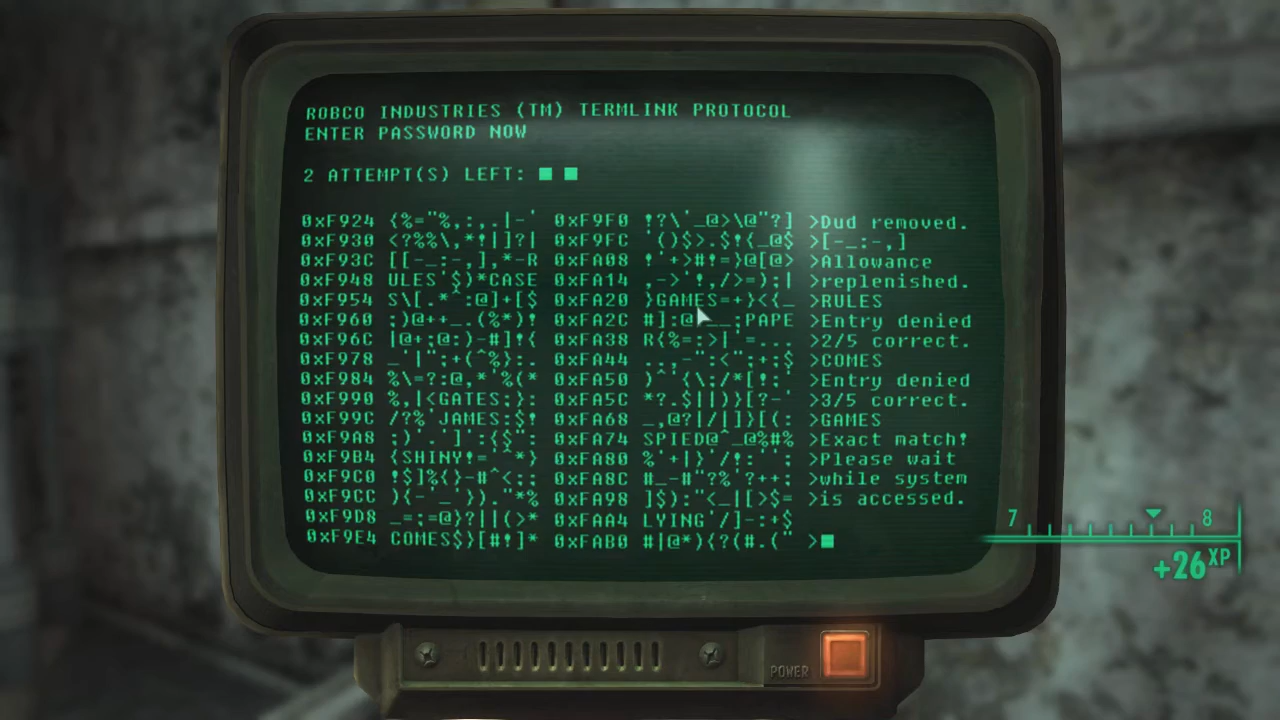 ROBCO INDUSTRIES (TM) TERMLINK PROTOCOL
ENTER PASSWORD NOW
2 ATTEMPT(S) LEFT: ■ ■
0xF924 {%="%,:,.|-' 0xF9F0 !?\'_@>\@"?] >Dud removed.
0xF930 <?%%\,*!|]?| 0xF9FC '()$>.$!{_@$ >[-_:-,]
0xF93C [[-_:-,],*-R 0xFA08 !'+>#!=}@[@> >Allowance
0xF948 ULES'$)*CASE 0xFA14 ,->'!,/>=);| >replenished.
0xF954 S\[.*^:@]+[$ 0xFA20 }GAMES=+}<{_ >RULES
0xF960 ;)@++_.(%*)! 0xFA2C #]:@ __;PAPE >Entry denied
0xF96C |@+;@:)-#]!{ 0xFA38 R{%=:>|'=... >2/5 correct.
0xF978 _'|";+(^%}:. 0xFA44 .,-":<";+;$ >COMES
0xF984 %\=?:@,*'%(* 0xFA50 )^'{\;/*[!;' >Entry denied
0xF990 %,|<GATES;}: 0xFA5C *?.$||)}[?-' >3/5 correct.
0xF99C /?%'JAMES:$! 0xFA68 _,@?|/|]}[(: >GAMES
0xF9A8 ;)'.']':{$": 0xFA74 SPIED@^_@%#% >Exact match!
0xF9B4 {SHINY!='^*} 0xFA80 %'+|}'/!:''; >Please wait
0xF9C0 !$]%{}-#^<;: 0xFA8C #_-#"?%'?++; >while system
0xF9CC ){-'_'})."*% 0xFA98 ]$):"<_|[>$= >is accessed.
0xF9D8 _=;=@}?||(>* 0xFAA4 LYING'/]-:+$
0xF9E4 COMES$}[#!]* 0xFAB0 #|@*){?(#.(" >■
7 8
+26 XP
POWER